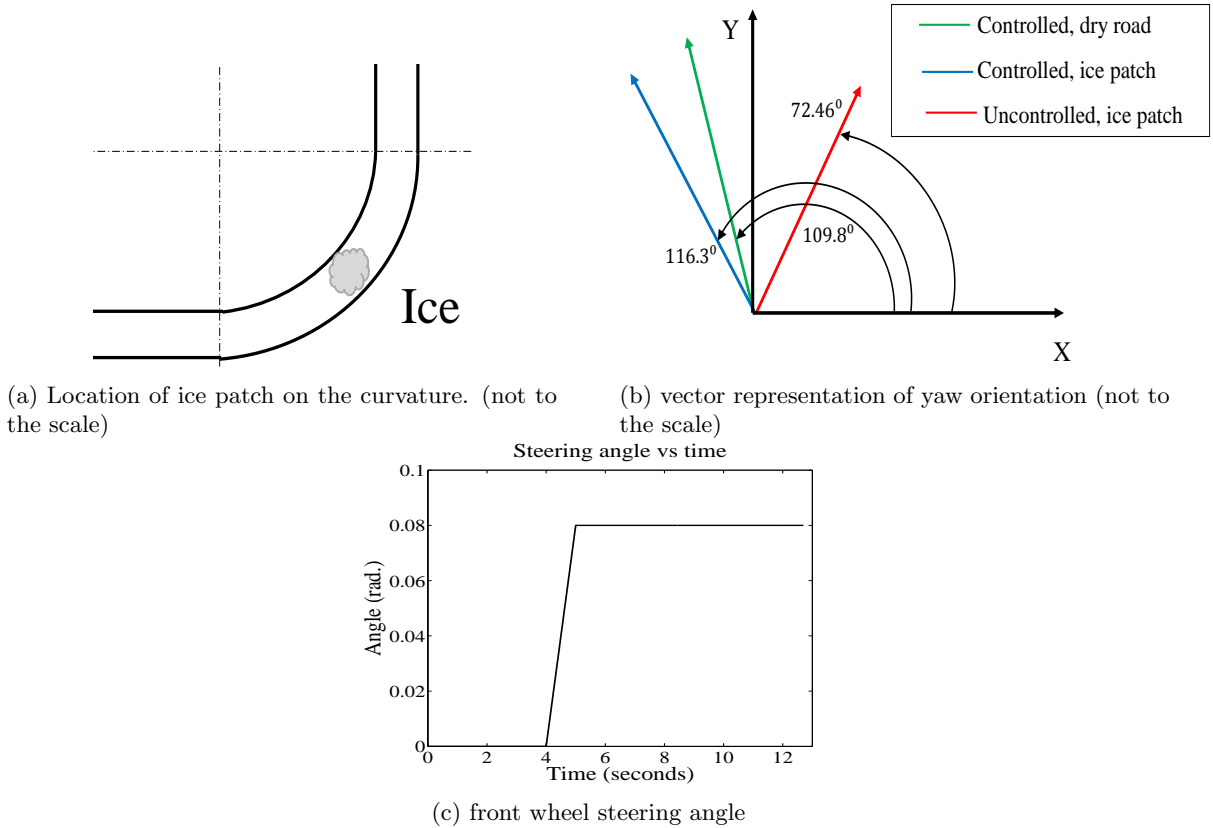 Ice
(a) Location of ice patch on the curvature. (not to
the scale)
Y
Controlled, dry road
Controlled, ice patch
Uncontrolled, ice patch
72.46⁰
109.8⁰
116.3⁰
X
(b) vector representation of yaw orientation (not to
the scale)
Steering angle vs time
Angle (rad.)
0.1
0.08
0.06
0.04
0.02
0
0 2 4 6 8 10 12
Time (seconds)
(c) front wheel steering angle